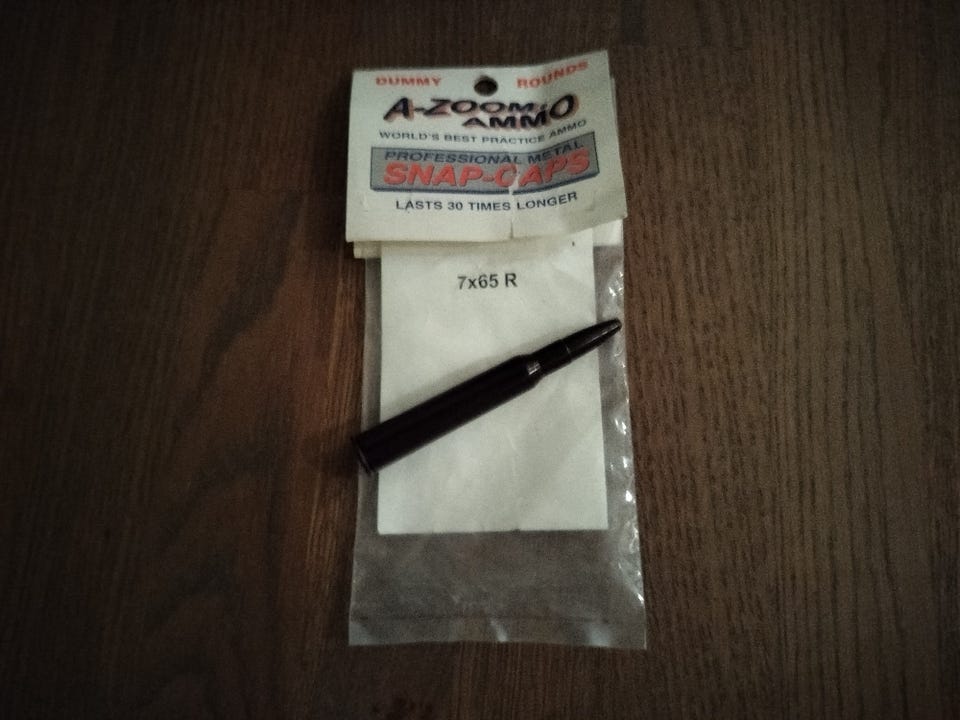 DUMMY ROUNDS
A-ZOOM
AMMO
WORLD'S BEST PRACTICE AMMO
PROFESSIONAL METAL
SNAP-CAPS
LASTS 30 TIMES LONGER
7x65 R